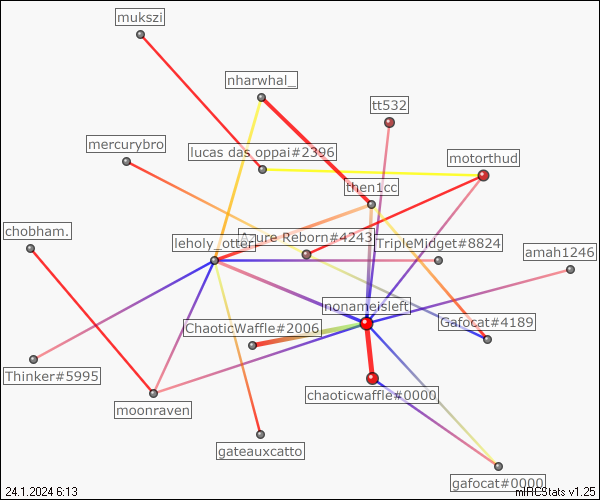 mukszi
nharwhal_
tt532
mercurybro
lucas das oppai#2396
motorthud
then1cc
chobham.
leholy_otter
Azure Reborn#4243
TripleMidget#8824
amah1246
nonameisleft
ChaoticWaffle#2006
Gafocat#4189
Thinker#5995
chaoticwaffle#0000
moonraven
gateauxcatto
gafocat#0000
24.1.2024 6:13
mIRCStats v1.25